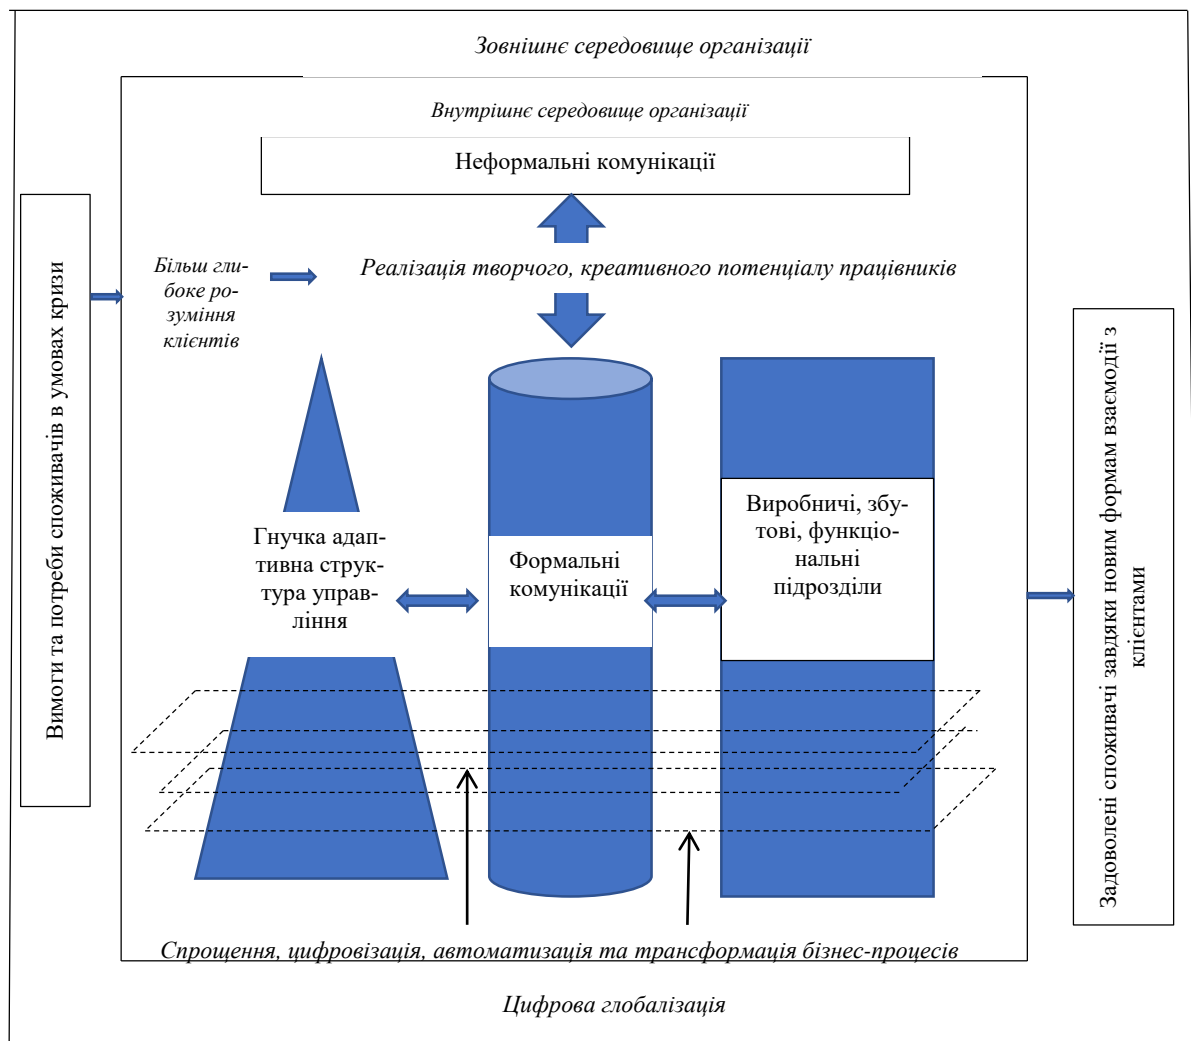 Зовнішнє середовище організації
Внутрішнє середовище організації
Неформальні комунікації
Вимоги та потреби споживачів в умовах кризи
Більш гли-
боке ро-
зуміння
клієнтів
Реалізація творчого, креативного потенціалу працівників
Гнучка адап-
тивна струк-
тура управ-
ління
Формальні
комунікації
Виробничі, збу-
тові, функціо-
нальні
підрозділи
Задоволені споживачі завдяки новим формам взаємодії з
клієнтами
Спрощення, цифровізація, автоматизація та трансформація бізнес-процесів
Цифрова глобалізація